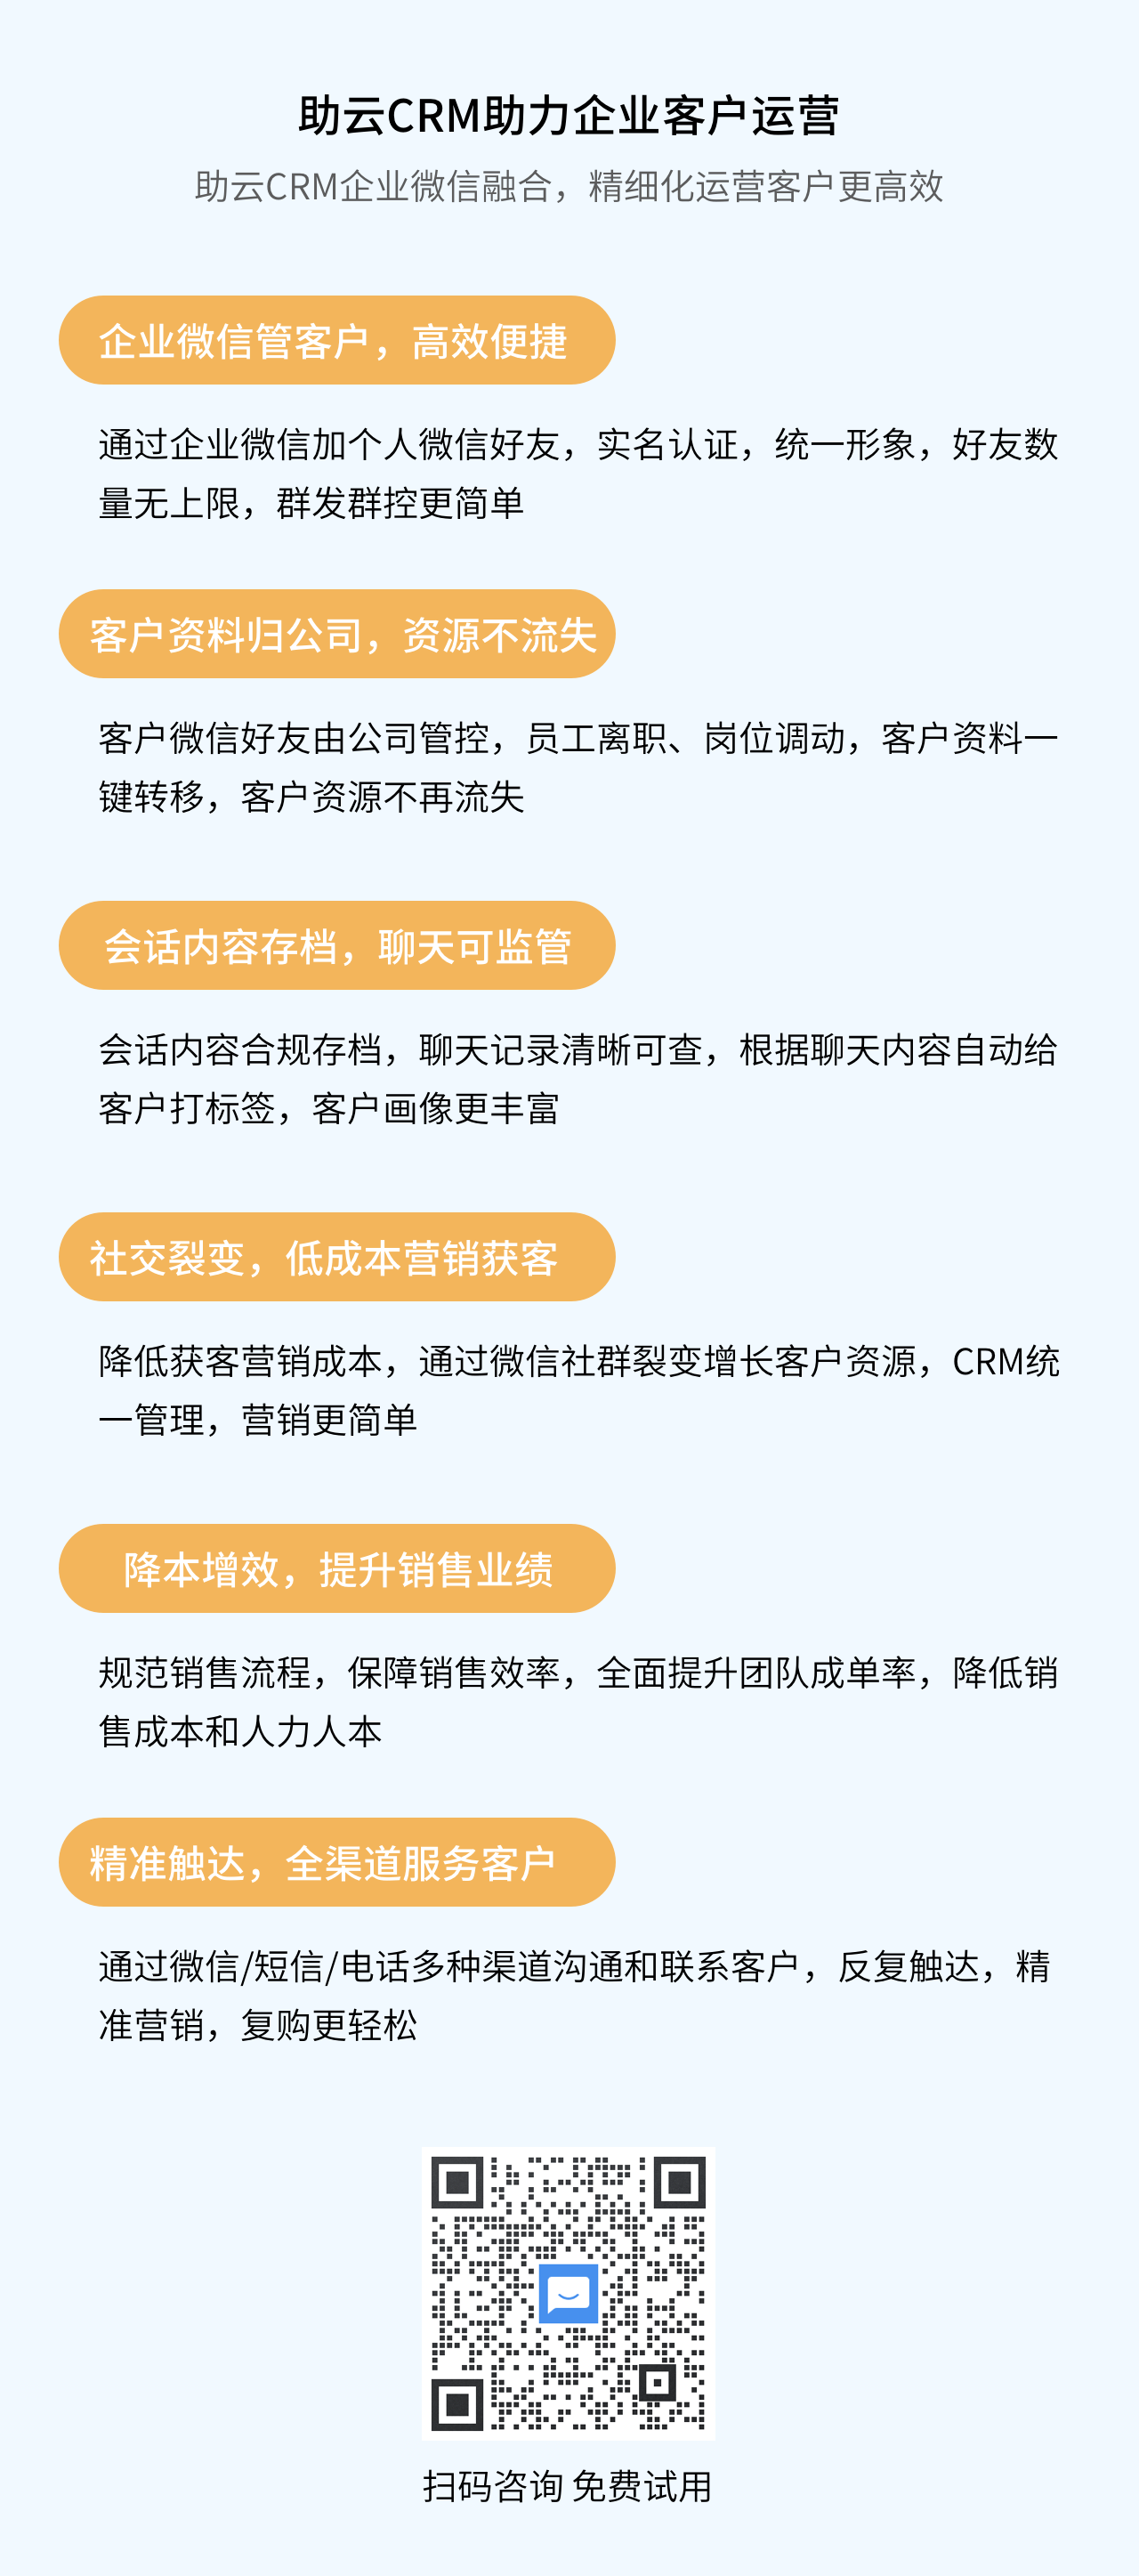 助云CRM助力企业客户运营
助云CRM企业微信融合，精细化运营客户更高效
企业微信管客户，高效便捷
通过企业微信加个人微信好友，实名认证，统一形象，好友数
量无上限，群发群控更简单
客户资料归公司，资源不流失
客户微信好友由公司管控，员工离职、岗位调动，客户资料一
键转移，客户资源不再流失
会话内容存档，聊天可监管
会话内容合规存档，聊天记录清晰可查，根据聊天内容自动给
客户打标签，客户画像更丰富
社交裂变，低成本营销获客
降低获客营销成本，通过微信社群裂变增长客户资源，CRM统
一管理，营销更简单
降本增效，提升销售业绩
规范销售流程，保障销售效率，全面提升团队成单率，降低销
售成本和人力人本
精准触达，全渠道服务客户
通过微信/短信/电话多种渠道沟通和联系客户，反复触达，精
准营销，复购更轻松
扫码咨询 免费试用